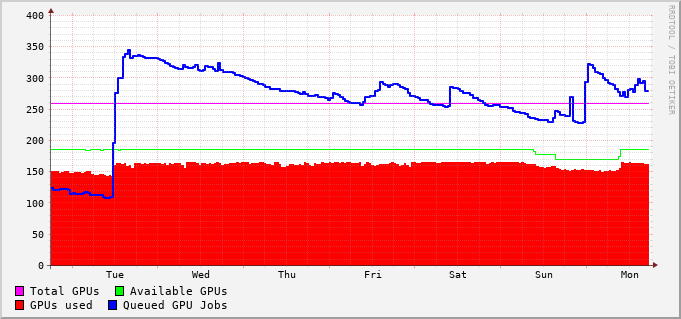 400
350
300
250
200
150
100
50
0
Tue Wed Thu Fri Sat Sun Mon
Total GPUs Available GPUs
GPUs used Queued GPU Jobs
RRDTOOL / TOBI OETIKER